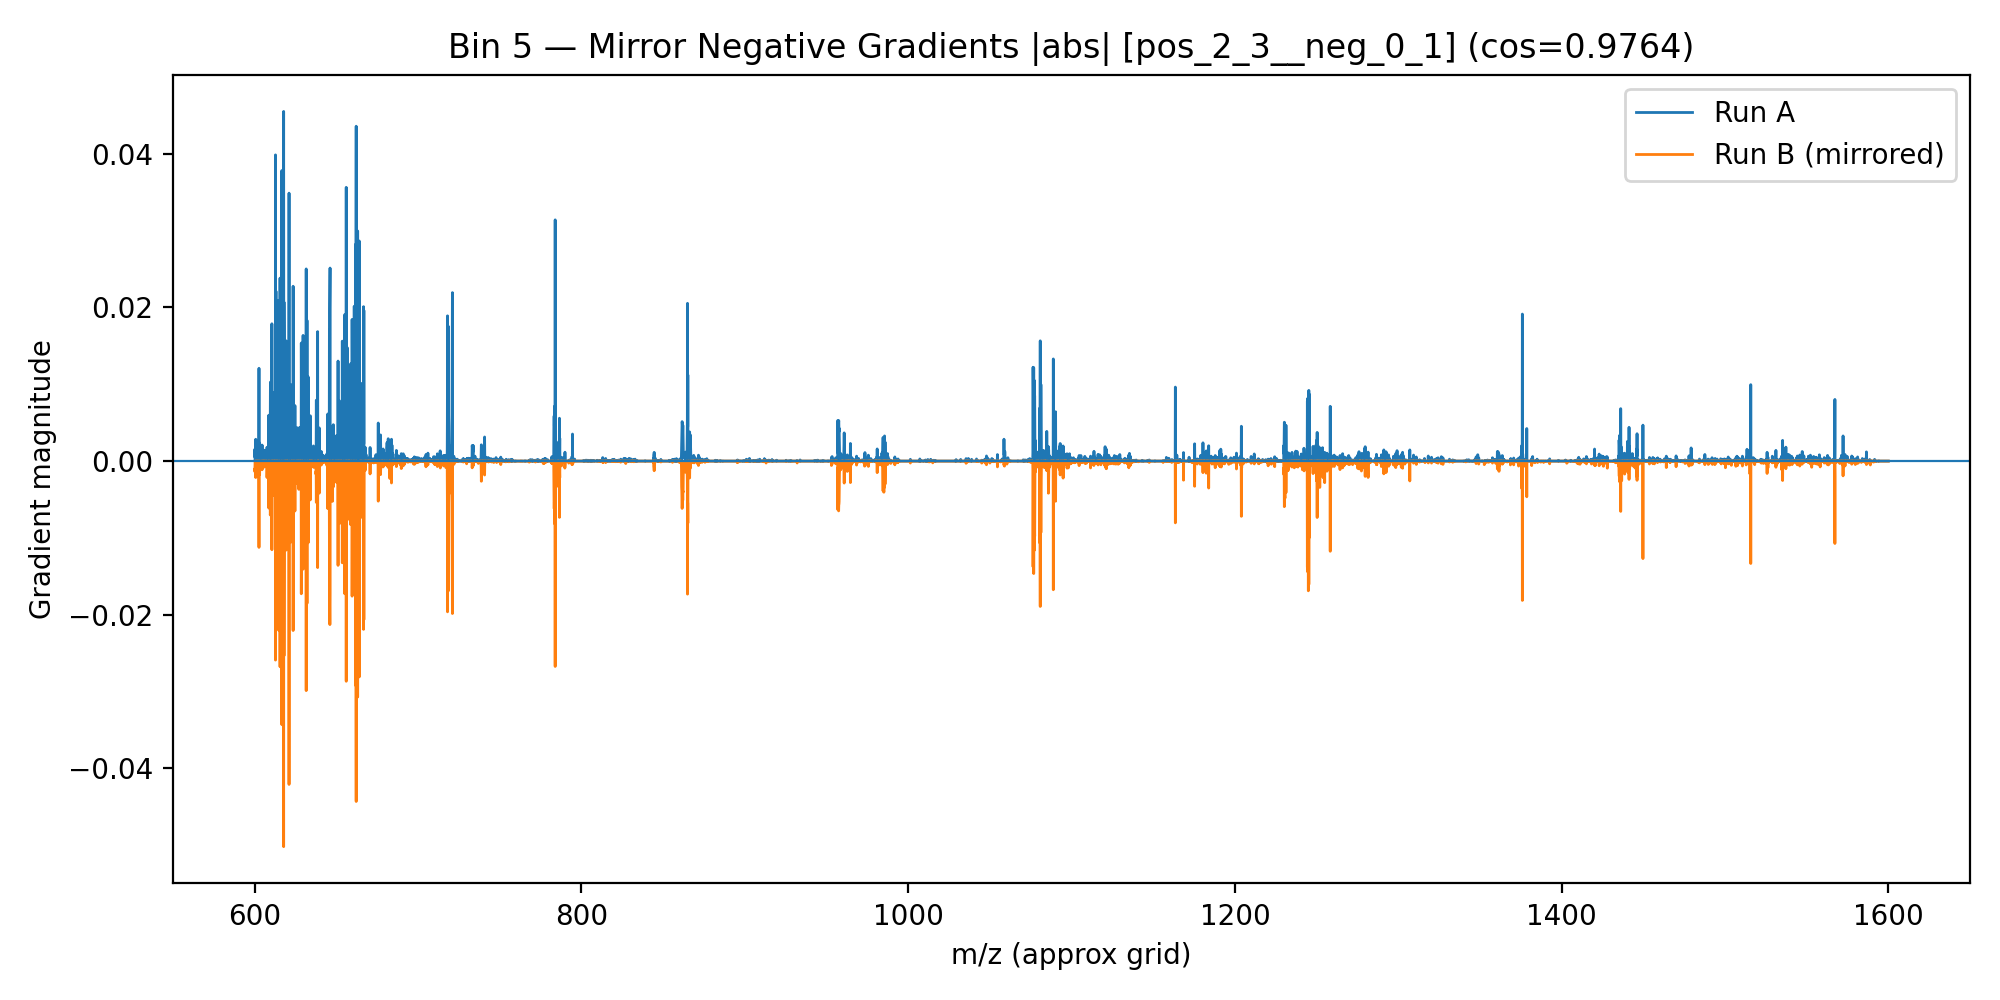 Bin 5 — Mirror Negative Gradients |abs| [pos_2_3__neg_0_1] (cos=0.9764)
Run A
Run B (mirrored)
Gradient magnitude
0.04
0.02
0.00
−0.02
−0.04
600 800 1000 1200 1400 1600
m/z (approx grid)